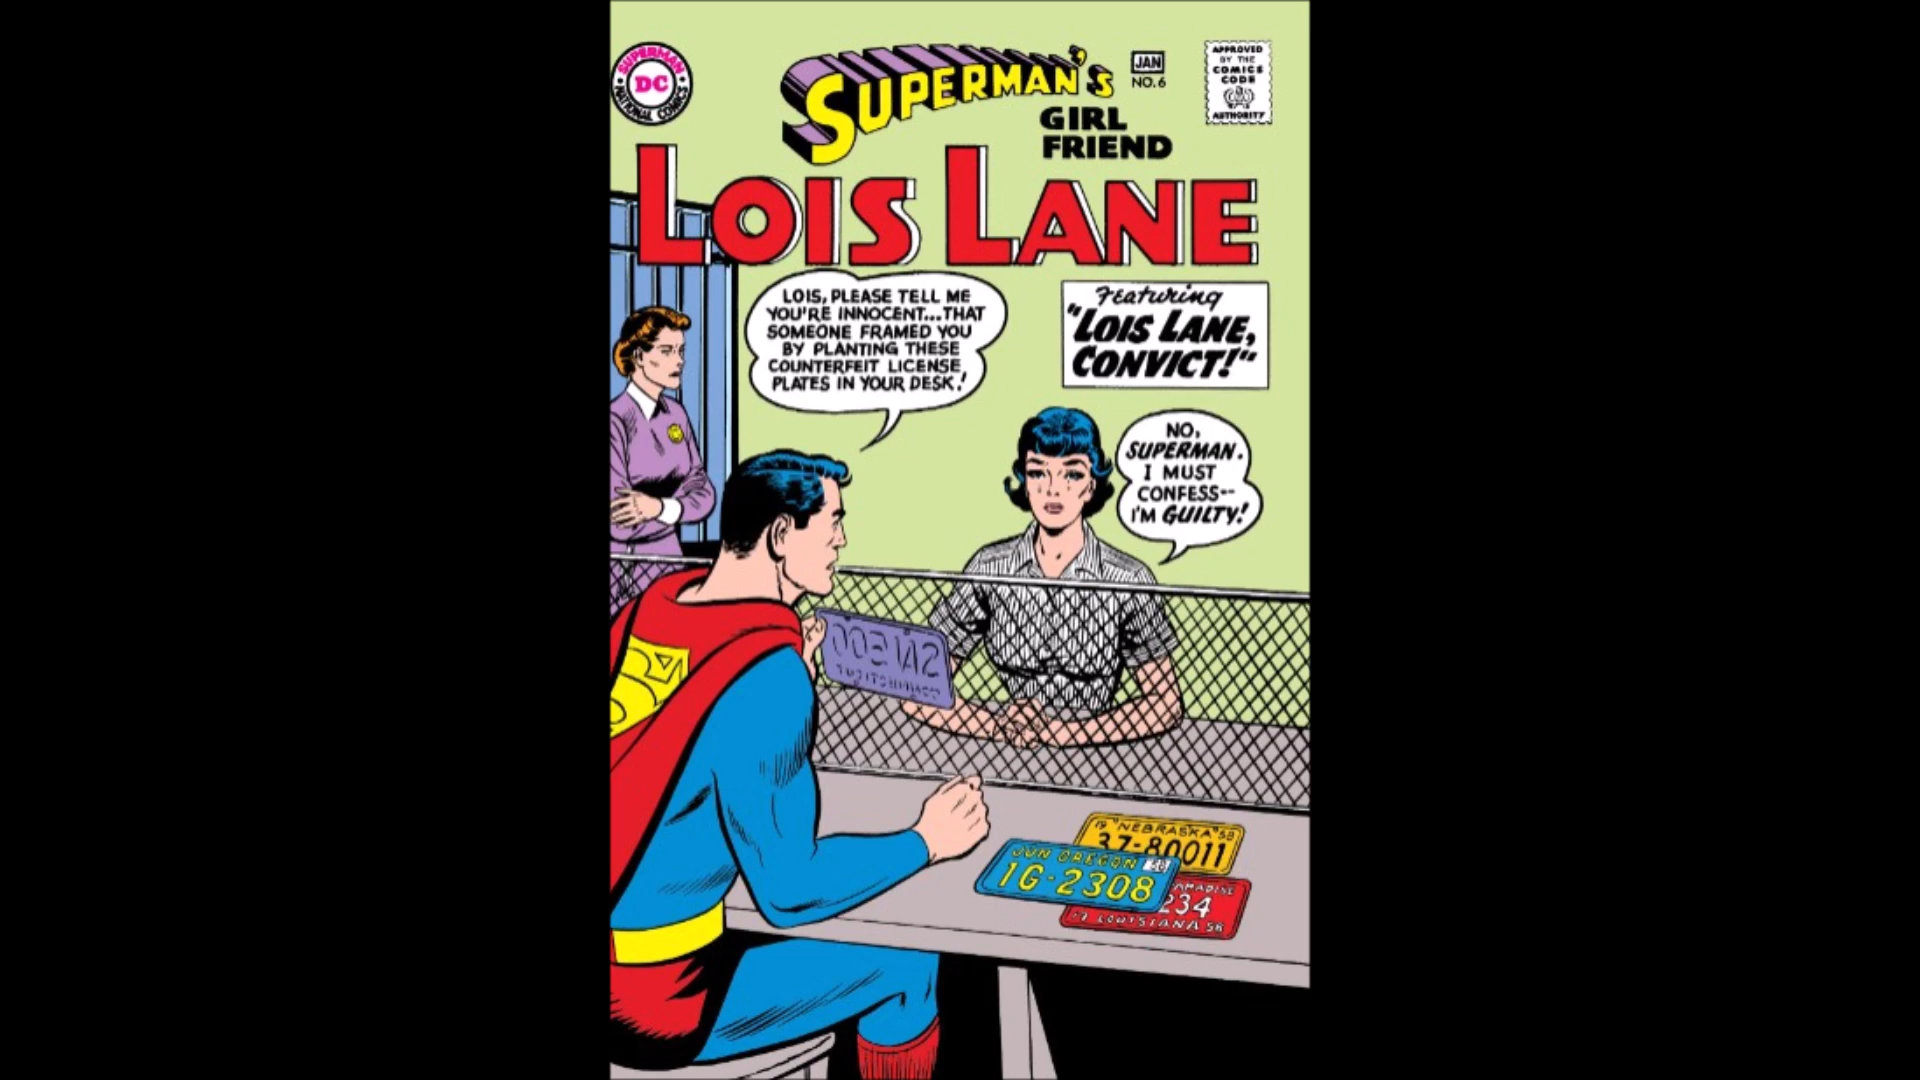 SUPERMAN
DC
NATIONAL COMICS
SUPERMAN'S
GIRL
FRIEND
LOIS LANE
JAN
NO.6
APPROVED
BY THE
COMICS
CODE
AUTHORITY
LOIS, PLEASE TELL ME
YOU'RE INNOCENT...THAT
SOMEONE FRAMED YOU
BY PLANTING THESE
COUNTERFEIT LICENSE
PLATES IN YOUR DESK!
Featuring
"LOIS LANE,
CONVICT!"
NO,
SUPERMAN.
I MUST
CONFESS--
I'M GUILTY!
19 "NEBRASKA" 58
37-80011
JUN OREGON
1G-2308
234
LOUISIANA 58